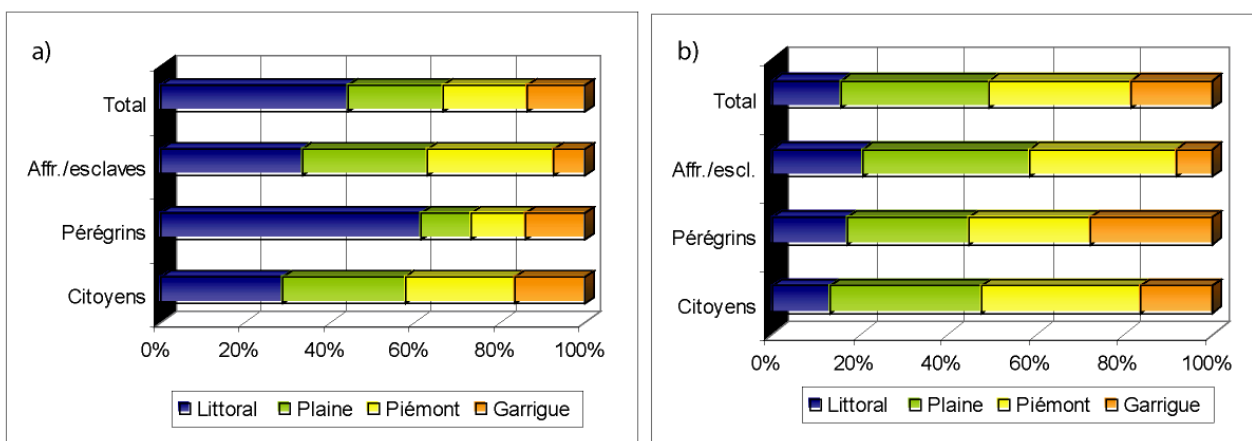 a)
Total
Affr./esclaves
Pérégrins
Citoyens
0% 20% 40% 60% 80% 100%
Littoral Plaine Piémont Garrigue
b)
Total
Affr./escl.
Pérégrins
Citoyens
0% 20% 40% 60% 80% 100%
Littoral Plaine Piémont Garrigue